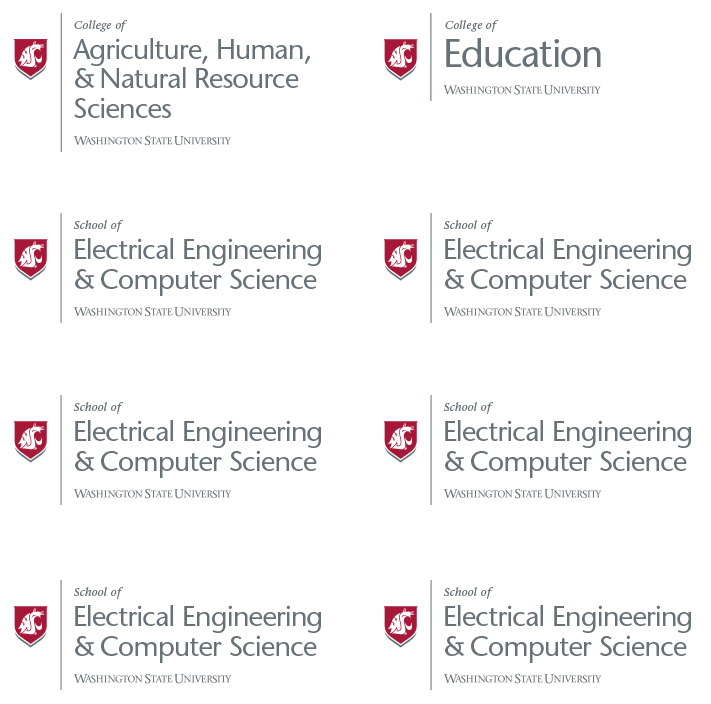 College of
Agriculture, Human,
& Natural Resource
Sciences
WASHINGTON STATE UNIVERSITY
College of
Education
WASHINGTON STATE UNIVERSITY
School of
Electrical Engineering
& Computer Science
WASHINGTON STATE UNIVERSITY
School of
Electrical Engineering
& Computer Science
WASHINGTON STATE UNIVERSITY
School of
Electrical Engineering
& Computer Science
WASHINGTON STATE UNIVERSITY
School of
Electrical Engineering
& Computer Science
WASHINGTON STATE UNIVERSITY
School of
Electrical Engineering
& Computer Science
WASHINGTON STATE UNIVERSITY
School of
Electrical Engineering
& Computer Science
WASHINGTON STATE UNIVERSITY